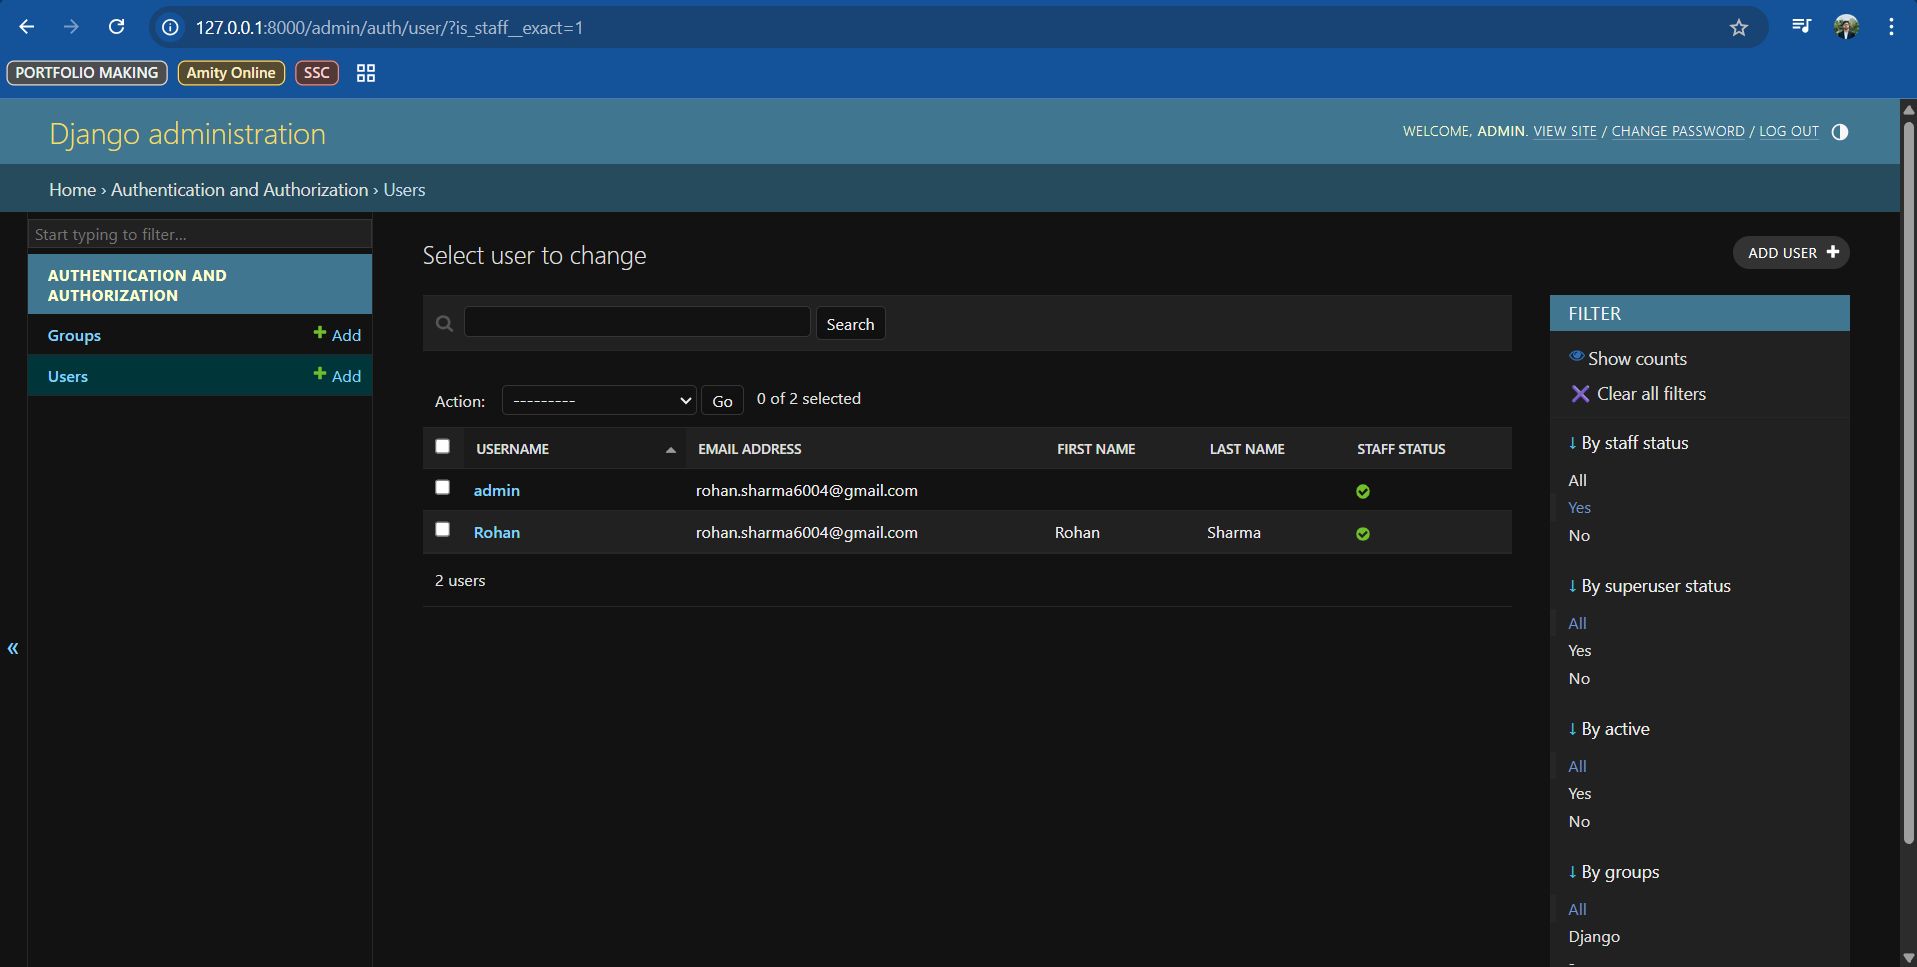 127.0.0.1:8000/admin/auth/user/?is_staff__exact=1
PORTFOLIO MAKING Amity Online SSC
Django administration
WELCOME, ADMIN. VIEW SITE / CHANGE PASSWORD / LOG OUT
Home › Authentication and Authorization › Users
Start typing to filter...
AUTHENTICATION AND
AUTHORIZATION
Groups + Add
Users + Add
«
Select user to change
ADD USER +
Search
Action: --------- Go 0 of 2 selected
USERNAME EMAIL ADDRESS FIRST NAME LAST NAME STAFF STATUS
admin rohan.sharma6004@gmail.com
Rohan rohan.sharma6004@gmail.com Rohan Sharma
2 users
FILTER
Show counts
Clear all filters
↓ By staff status
All
Yes
No
↓ By superuser status
All
Yes
No
↓ By active
All
Yes
No
↓ By groups
All
Django